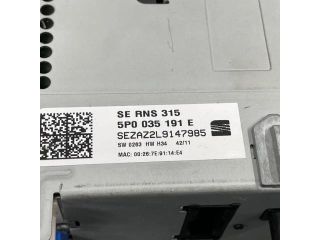 SE RNS 315
5P0 035 191 E
SEZAZ2L9147985
SW 0263 HW H34 42/11
MAC: 00:26:7E:91:14:E4